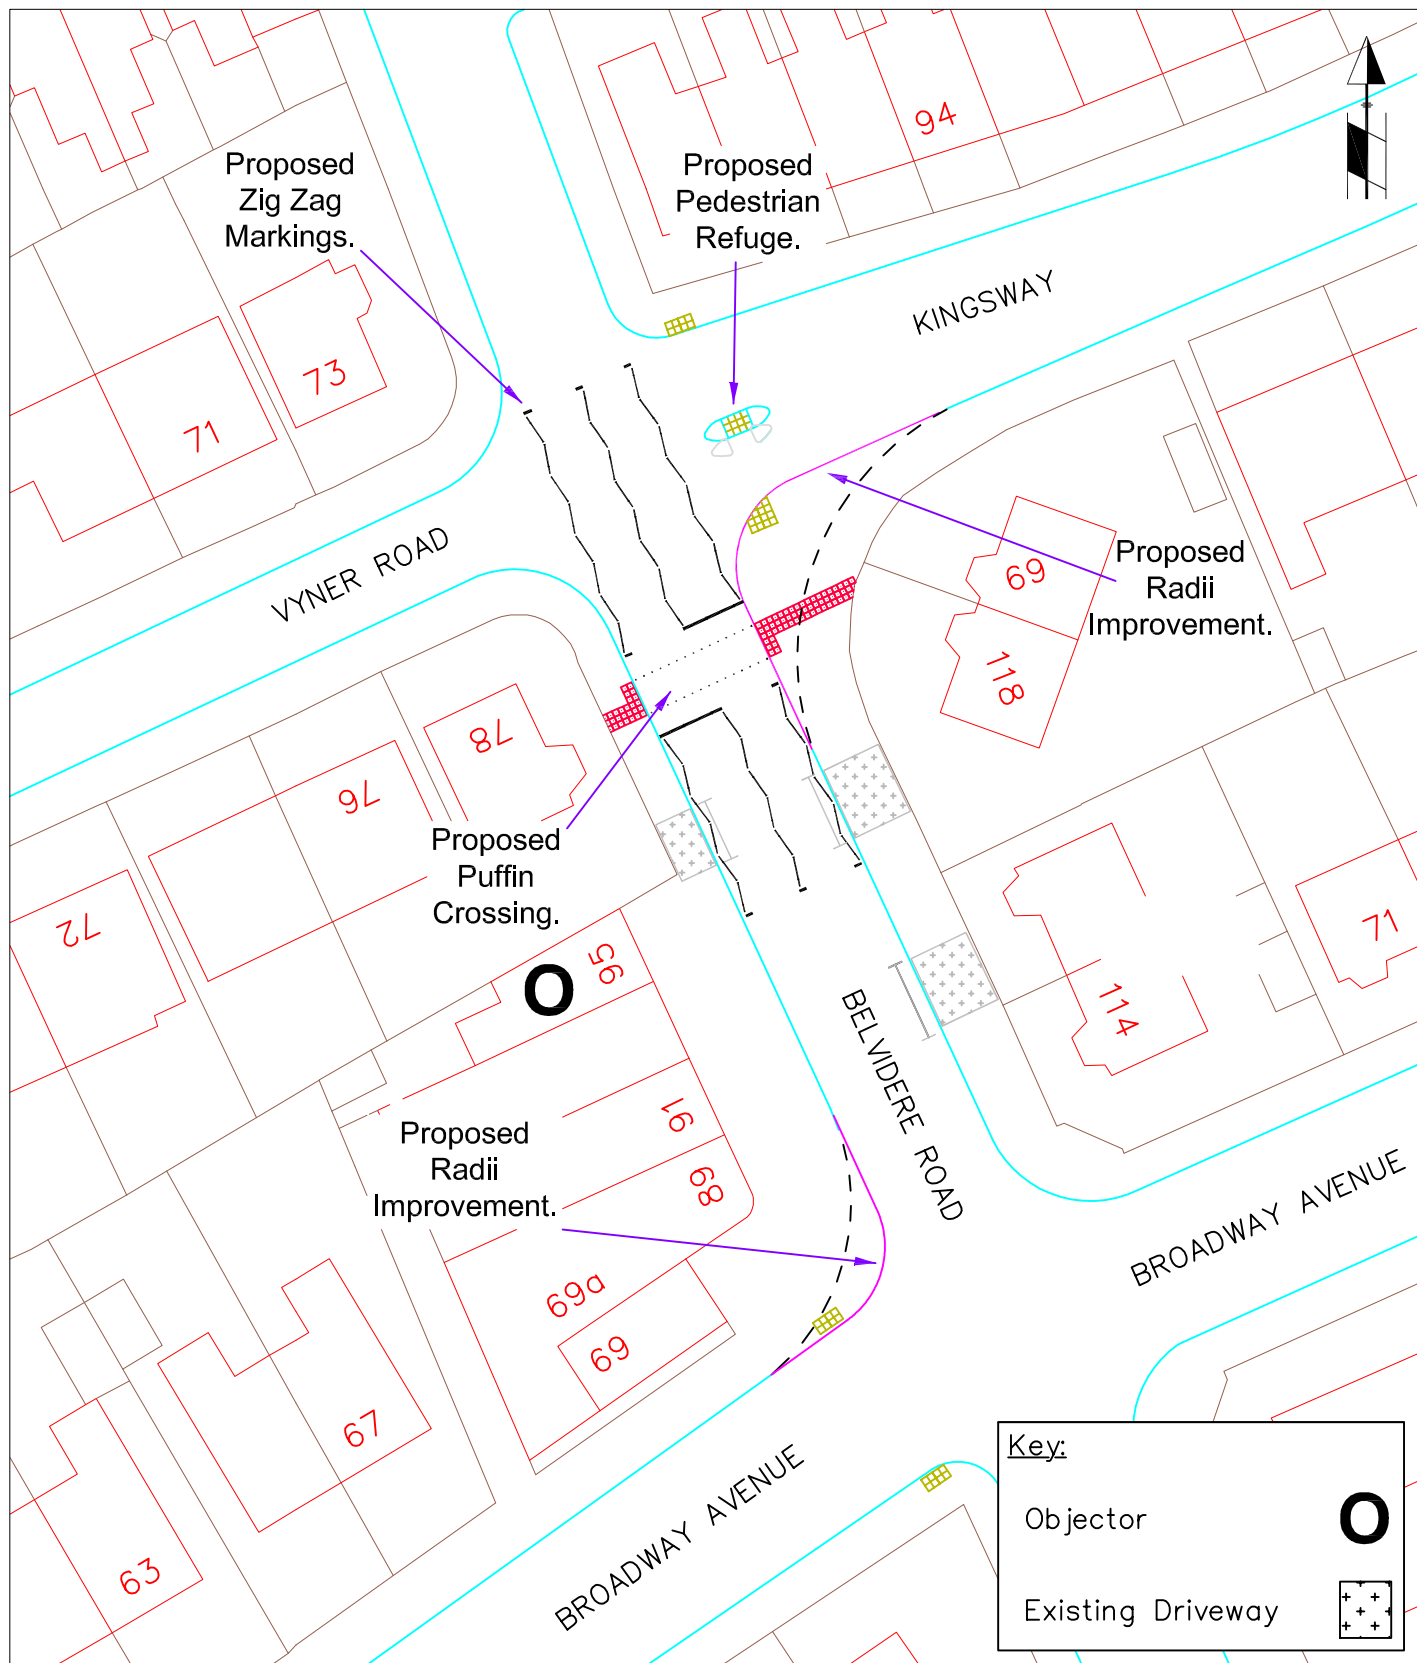 94
Proposed
Zig Zag
Markings.
Proposed
Pedestrian
Refuge.
KINGSWAY
73
71
VYNER ROAD
Proposed
Radii
Improvement.
69
118
78
76
72
Proposed
Puffin
Crossing.
95
O
71
114
BELVIDERE ROAD
91
89
Proposed
Radii
Improvement.
BROADWAY AVENUE
69a
69
67
63
BROADWAY AVENUE
Key:
Objector O
Existing Driveway